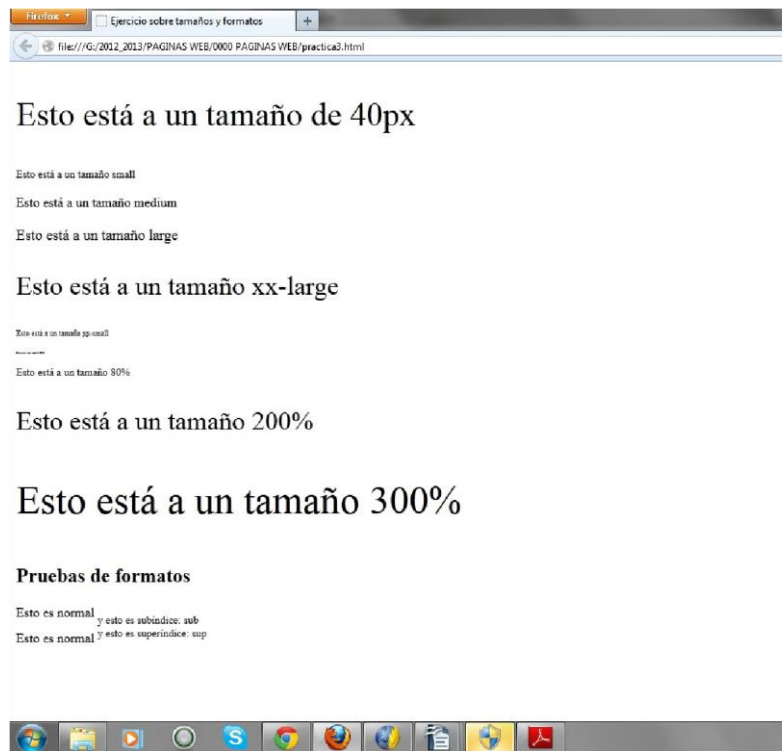 Firefox
Ejercicio sobre tamaños y formatos
+
file:///G:/2012_2013/PAGINAS WEB/0000 PAGINAS WEB/practica3.html
Esto está a un tamaño de 40px
Esto está a un tamaño small
Esto está a un tamaño medium
Esto está a un tamaño large
Esto está a un tamaño xx-large
Esto está a un tamaño xx-small
Esto está a un tamaño 80%
Esto está a un tamaño 200%
Esto está a un tamaño 300%
Pruebas de formatos
Esto es normal y esto es subíndice: sub
Esto es normal y esto es superíndice: sup